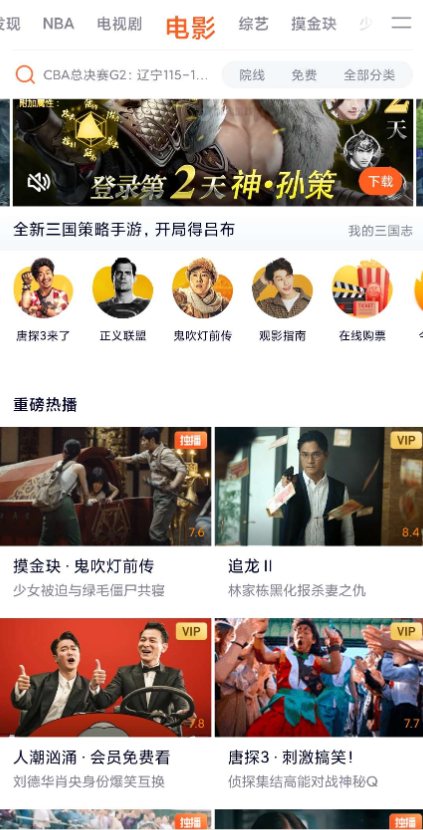 发现 NBA 电视剧 电影 综艺 摸金玦 少
CBA总决赛G2：辽宁115-1... 院线 免费 全部分类
附加属性：
2
天
登录第2天神·孙策 下载
全新三国策略手游，开局得吕布 我的三国志
唐探3来了 正义联盟 鬼吹灯前传 观影指南 在线购票
重磅热播
独播 VIP
7.6 8.4
摸金玦·鬼吹灯前传 追龙Ⅱ
少女被迫与绿毛僵尸共寝 林家栋黑化报杀妻之仇
VIP VIP
7.8 7.7
人潮汹涌·会员免费看 唐探3·刺激搞笑！
刘德华肖央身份爆笑互换 侦探集结高能对战神秘Q
独播 独播